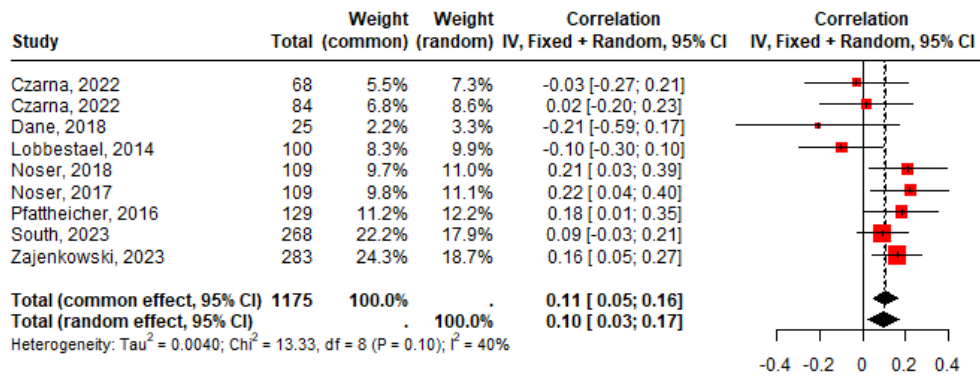 Weight Weight Correlation Correlation
Study Total (common) (random) IV, Fixed + Random, 95% CI IV, Fixed + Random, 95% CI
Czarna, 2022 68 5.5% 7.3% -0.03 [-0.27; 0.21]
Czarna, 2022 84 6.8% 8.6% 0.02 [-0.20; 0.23]
Dane, 2018 25 2.2% 3.3% -0.21 [-0.59; 0.17]
Lobbestael, 2014 100 8.3% 9.9% -0.10 [-0.30; 0.10]
Noser, 2018 109 9.7% 11.0% 0.21 [ 0.03; 0.39]
Noser, 2017 109 9.8% 11.1% 0.22 [ 0.04; 0.40]
Pfattheicher, 2016 129 11.2% 12.2% 0.18 [ 0.01; 0.35]
South, 2023 268 22.2% 17.9% 0.09 [-0.03; 0.21]
Zajenkowski, 2023 283 24.3% 18.7% 0.16 [ 0.05; 0.27]
Total (common effect, 95% CI) 1175 100.0% . 0.11 [ 0.05; 0.16]
Total (random effect, 95% CI) . 100.0% 0.10 [ 0.03; 0.17]
Heterogeneity: Tau² = 0.0040; Chi² = 13.33, df = 8 (P = 0.10); I² = 40%
-0.4 -0.2 0 0.2 0.4